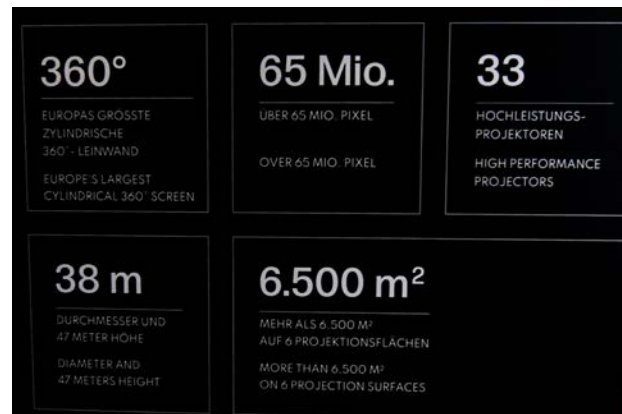 360°
EUROPAS GRÖSSTE
ZYLINDRISCHE
360°- LEINWAND
EUROPE'S LARGEST
CYLINDRICAL 360° SCREEN
65 Mio.
ÜBER 65 MIO. PIXEL
OVER 65 MIO. PIXEL
33
HOCHLEISTUNGS-
PROJEKTOREN
HIGH PERFORMANCE
PROJECTORS
38 m
DURCHMESSER UND
47 METER HÖHE
DIAMETER AND
47 METERS HEIGHT
6.500 m²
MEHR ALS 6.500 M²
AUF 6 PROJEKTIONSFLÄCHEN
MORE THAN 6.500 M²
ON 6 PROJECTION SURFACES